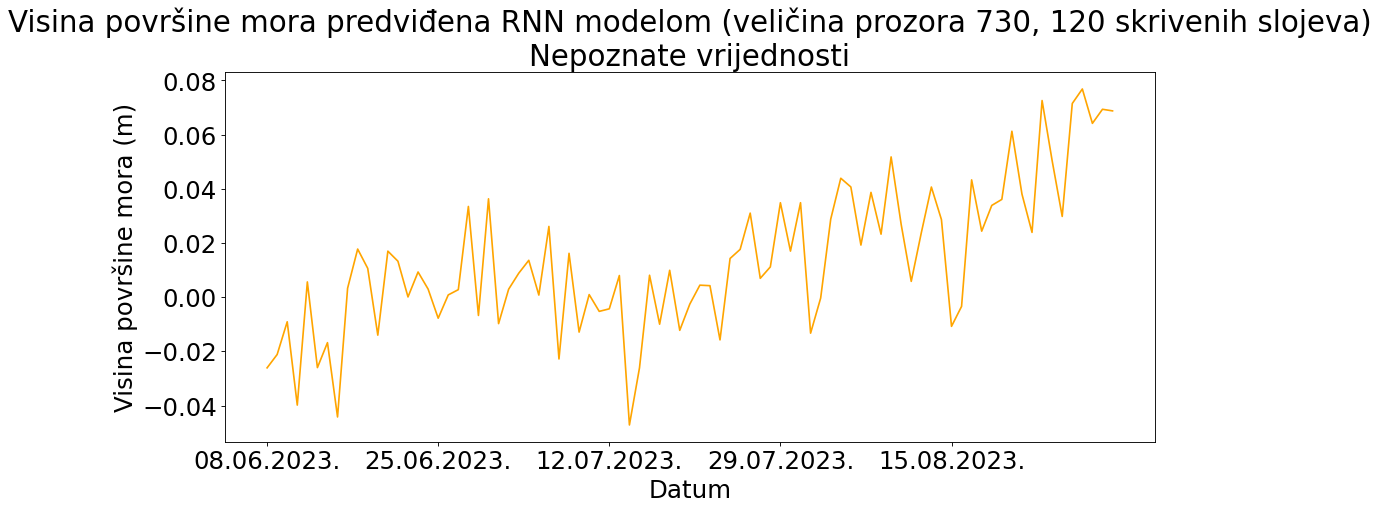 Visina površine mora predviđena RNN modelom (veličina prozora 730, 120 skrivenih slojeva)
Nepoznate vrijednosti
Visina površine mora (m)
0.08
0.06
0.04
0.02
0.00
−0.02
−0.04
08.06.2023. 25.06.2023. 12.07.2023. 29.07.2023. 15.08.2023.
Datum